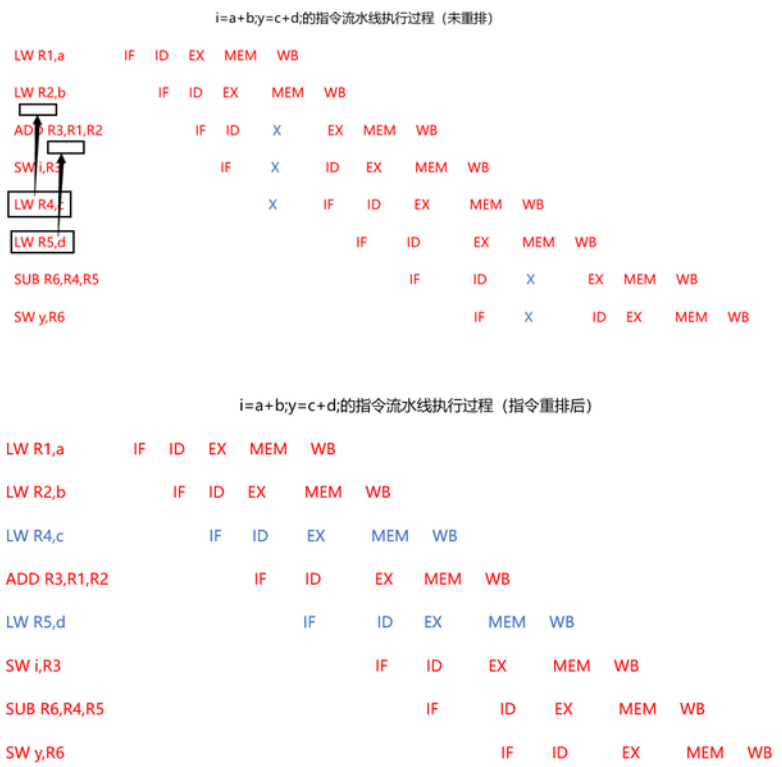 i=a+b;y=c+d;的指令流水线执行过程（未重排）
LW R1,a IF ID EX MEM WB
LW R2,b IF ID EX MEM WB
ADD R3,R1,R2 IF ID X EX MEM WB
SW i,R3 IF X ID EX MEM WB
LW R4,c X IF ID EX MEM WB
LW R5,d IF ID EX MEM WB
SUB R6,R4,R5 IF ID X EX MEM WB
SW y,R6 IF X ID EX MEM WB
i=a+b;y=c+d;的指令流水线执行过程（指令重排后）
LW R1,a IF ID EX MEM WB
LW R2,b IF ID EX MEM WB
LW R4,c IF ID EX MEM WB
ADD R3,R1,R2 IF ID EX MEM WB
LW R5,d IF ID EX MEM WB
SW i,R3 IF ID EX MEM WB
SUB R6,R4,R5 IF ID EX MEM WB
SW y,R6 IF ID EX MEM WB